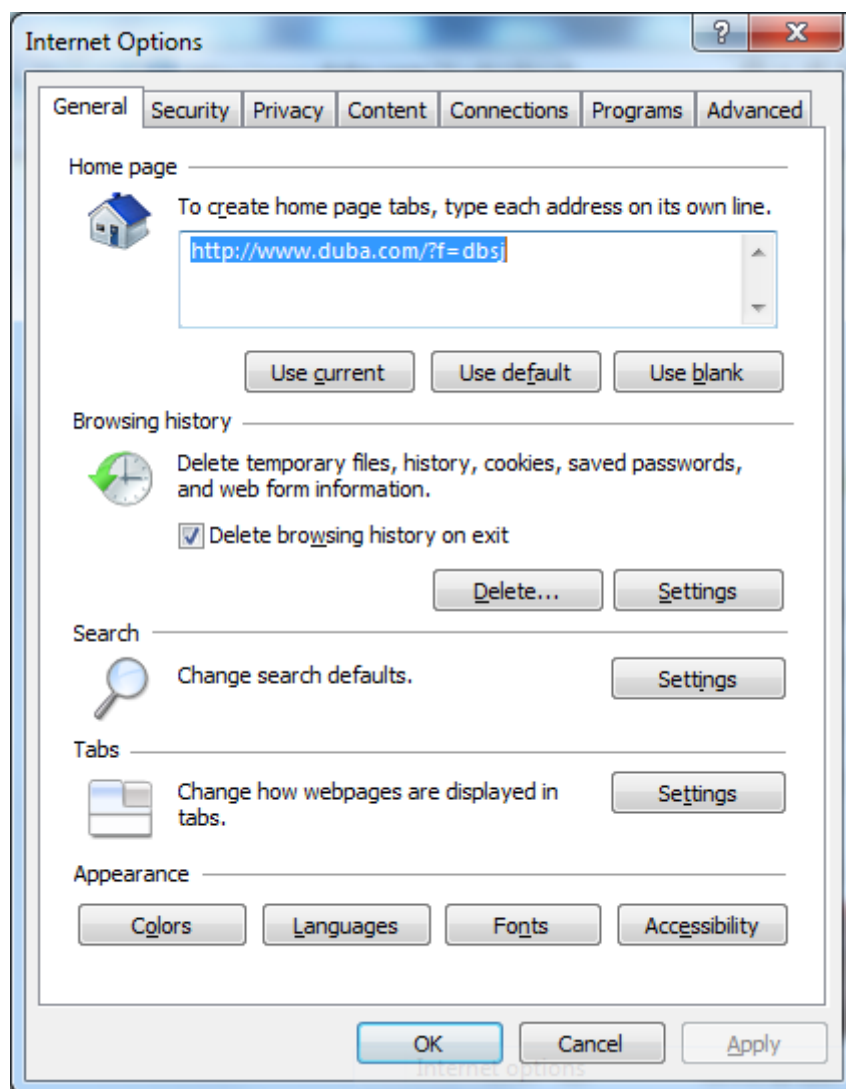 Internet Options
General Security Privacy Content Connections Programs Advanced
Home page
To create home page tabs, type each address on its own line.
http://www.duba.com/?f=dbsj
Use current Use default Use blank
Browsing history
Delete temporary files, history, cookies, saved passwords,
and web form information.
Delete browsing history on exit
Delete... Settings
Search
Change search defaults.
Settings
Tabs
Change how webpages are displayed in
tabs.
Settings
Appearance
Colors Languages Fonts Accessibility
OK Cancel Apply
Internet options